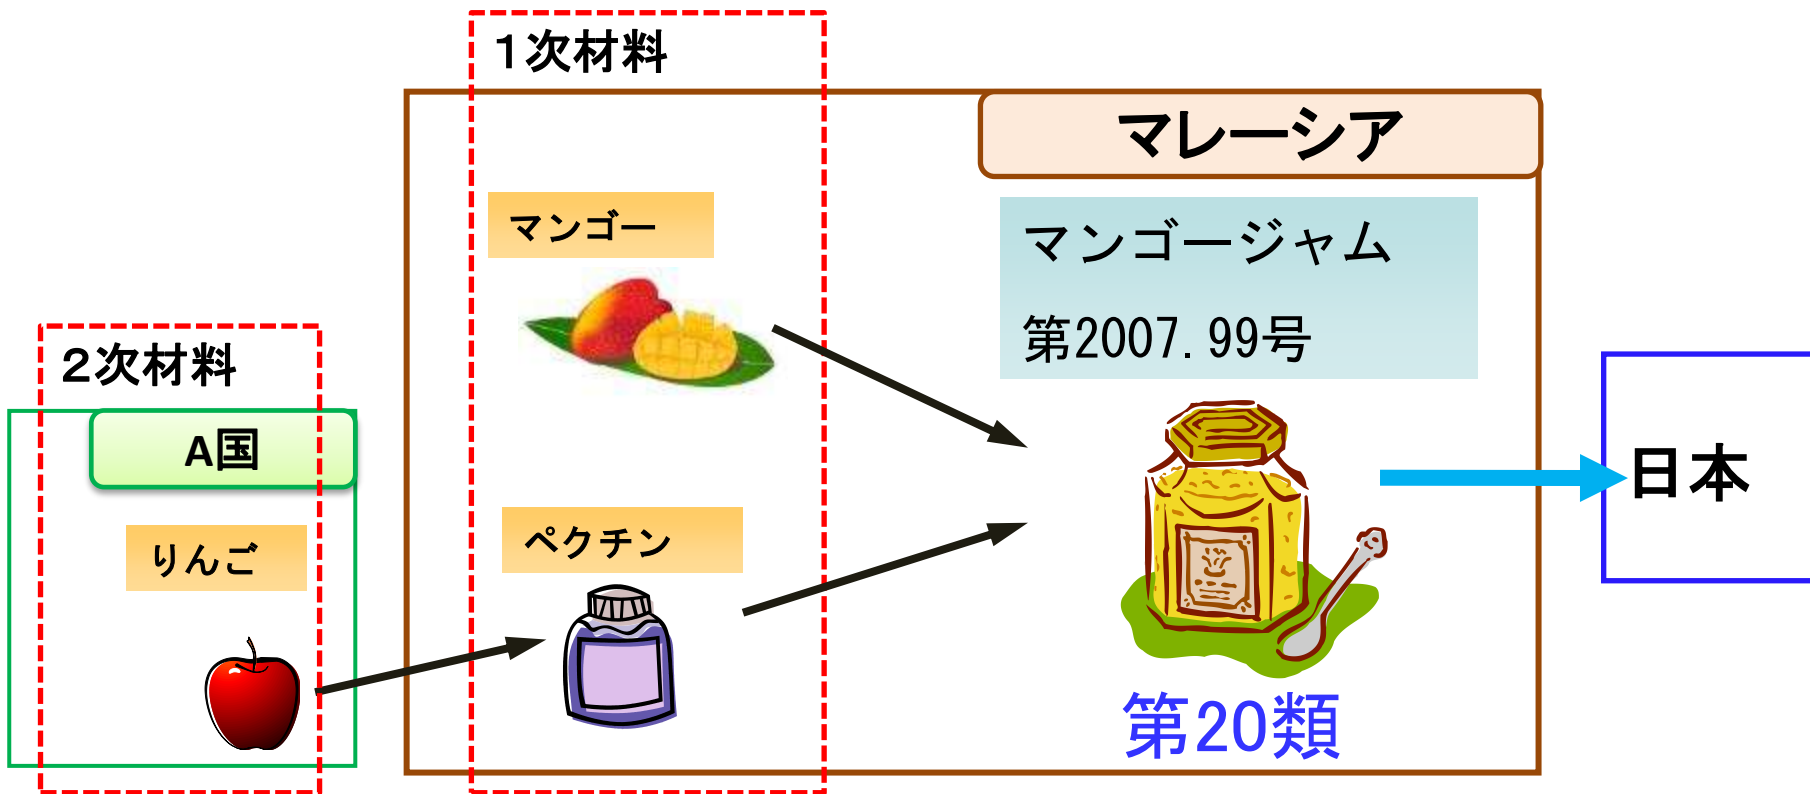 1次材料
マレーシア
マンゴー
マンゴージャム
第2007.99号
2次材料
A国
りんご
ペクチン
日本
第20類